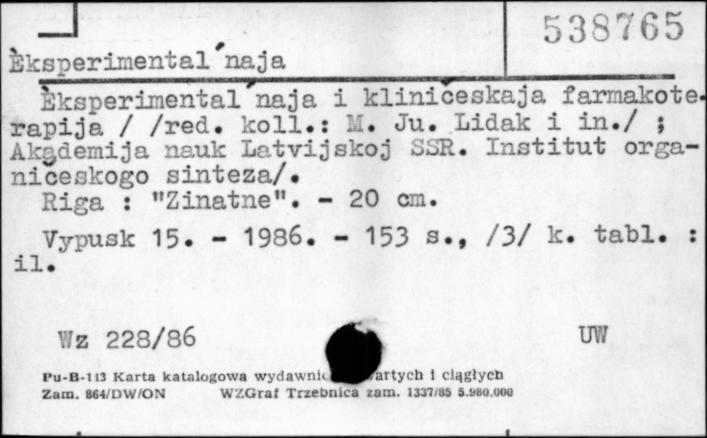 538765
Èksperimental'naja
Èksperimental'naja i kliničeskaja farmakote-
rapija / /red. koll.: M. Ju. Lidak i in./ ;
Akademija nauk Latvijskoj SSR. Institut orga-
ničeskogo sinteza/.
Riga : "Zinatne". - 20 cm.
Vypusk 15. - 1986. - 153 s., /3/ k. tabl. :
il.
Wz 228/86 UW
Pu-B-113 Karta katalogowa wydawnic artych i ciągłych
Zam. 864/DW/ON WZGraf Trzebnica zam. 1337/85 5.980.000